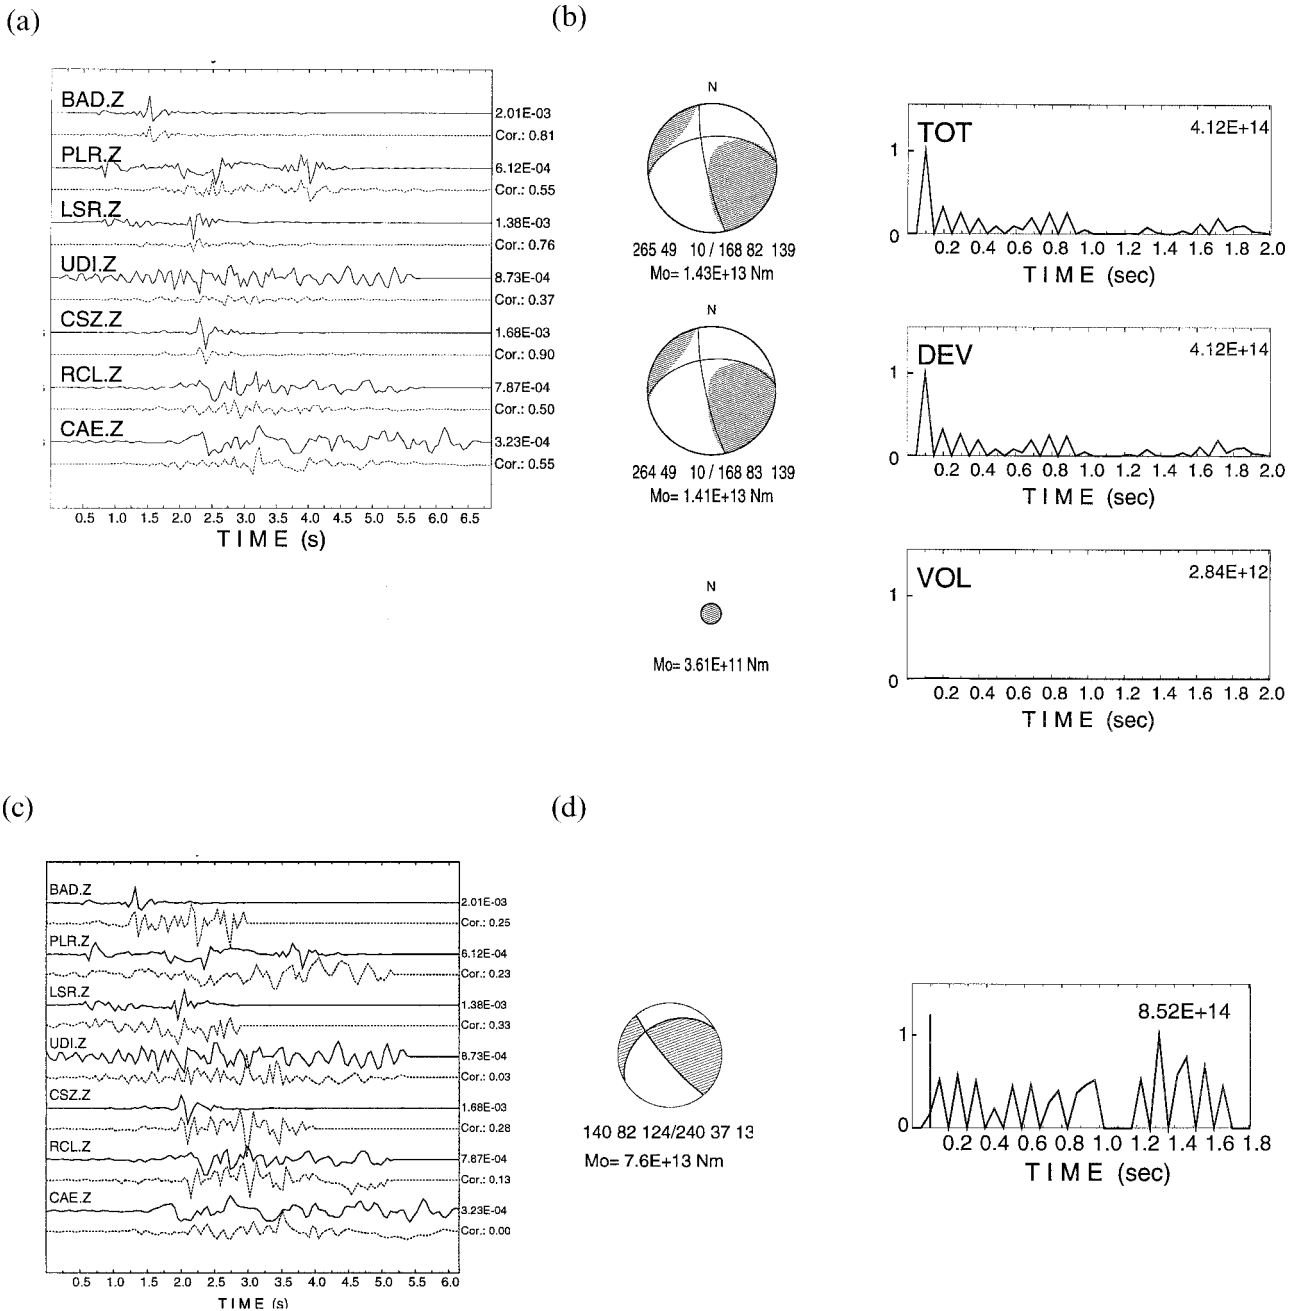 (a)
BAD.Z
2.01E-03
Cor.: 0.81
PLR.Z
6.12E-04
Cor.: 0.55
LSR.Z
1.38E-03
Cor.: 0.76
UDI.Z
8.73E-04
Cor.: 0.37
CSZ.Z
1.68E-03
Cor.: 0.90
RCL.Z
7.87E-04
Cor.: 0.50
CAE.Z
3.23E-04
Cor.: 0.55
0.5 1.0 1.5 2.0 2.5 3.0 3.5 4.0 4.5 5.0 5.5 6.0 6.5
TIME (s)
(b)
N
265 49 10 / 168 82 139
Mo= 1.43E+13 Nm
TOT
4.12E+14
1
0
0.2 0.4 0.6 0.8 1.0 1.2 1.4 1.6 1.8 2.0
TIME (sec)
N
264 49 10 / 168 83 139
Mo= 1.41E+13 Nm
DEV
4.12E+14
1
0
0.2 0.4 0.6 0.8 1.0 1.2 1.4 1.6 1.8 2.0
TIME (sec)
N
Mo= 3.61E+11 Nm
VOL
2.84E+12
1
0
0.2 0.4 0.6 0.8 1.0 1.2 1.4 1.6 1.8 2.0
TIME (sec)
(c)
BAD.Z
2.01E-03
Cor.: 0.25
PLR.Z
6.12E-04
Cor.: 0.23
LSR.Z
1.38E-03
Cor.: 0.33
UDI.Z
8.73E-04
Cor.: 0.03
CSZ.Z
1.68E-03
Cor.: 0.28
RCL.Z
7.87E-04
Cor.: 0.13
CAE.Z
3.23E-04
Cor.: 0.00
0.5 1.0 1.5 2.0 2.5 3.0 3.5 4.0 4.5 5.0 5.5 6.0
TIME (s)
(d)
140 82 124/240 37 13
Mo= 7.6E+13 Nm
8.52E+14
1
0
0.2 0.4 0.6 0.8 1.0 1.2 1.4 1.6 1.8
TIME (sec)